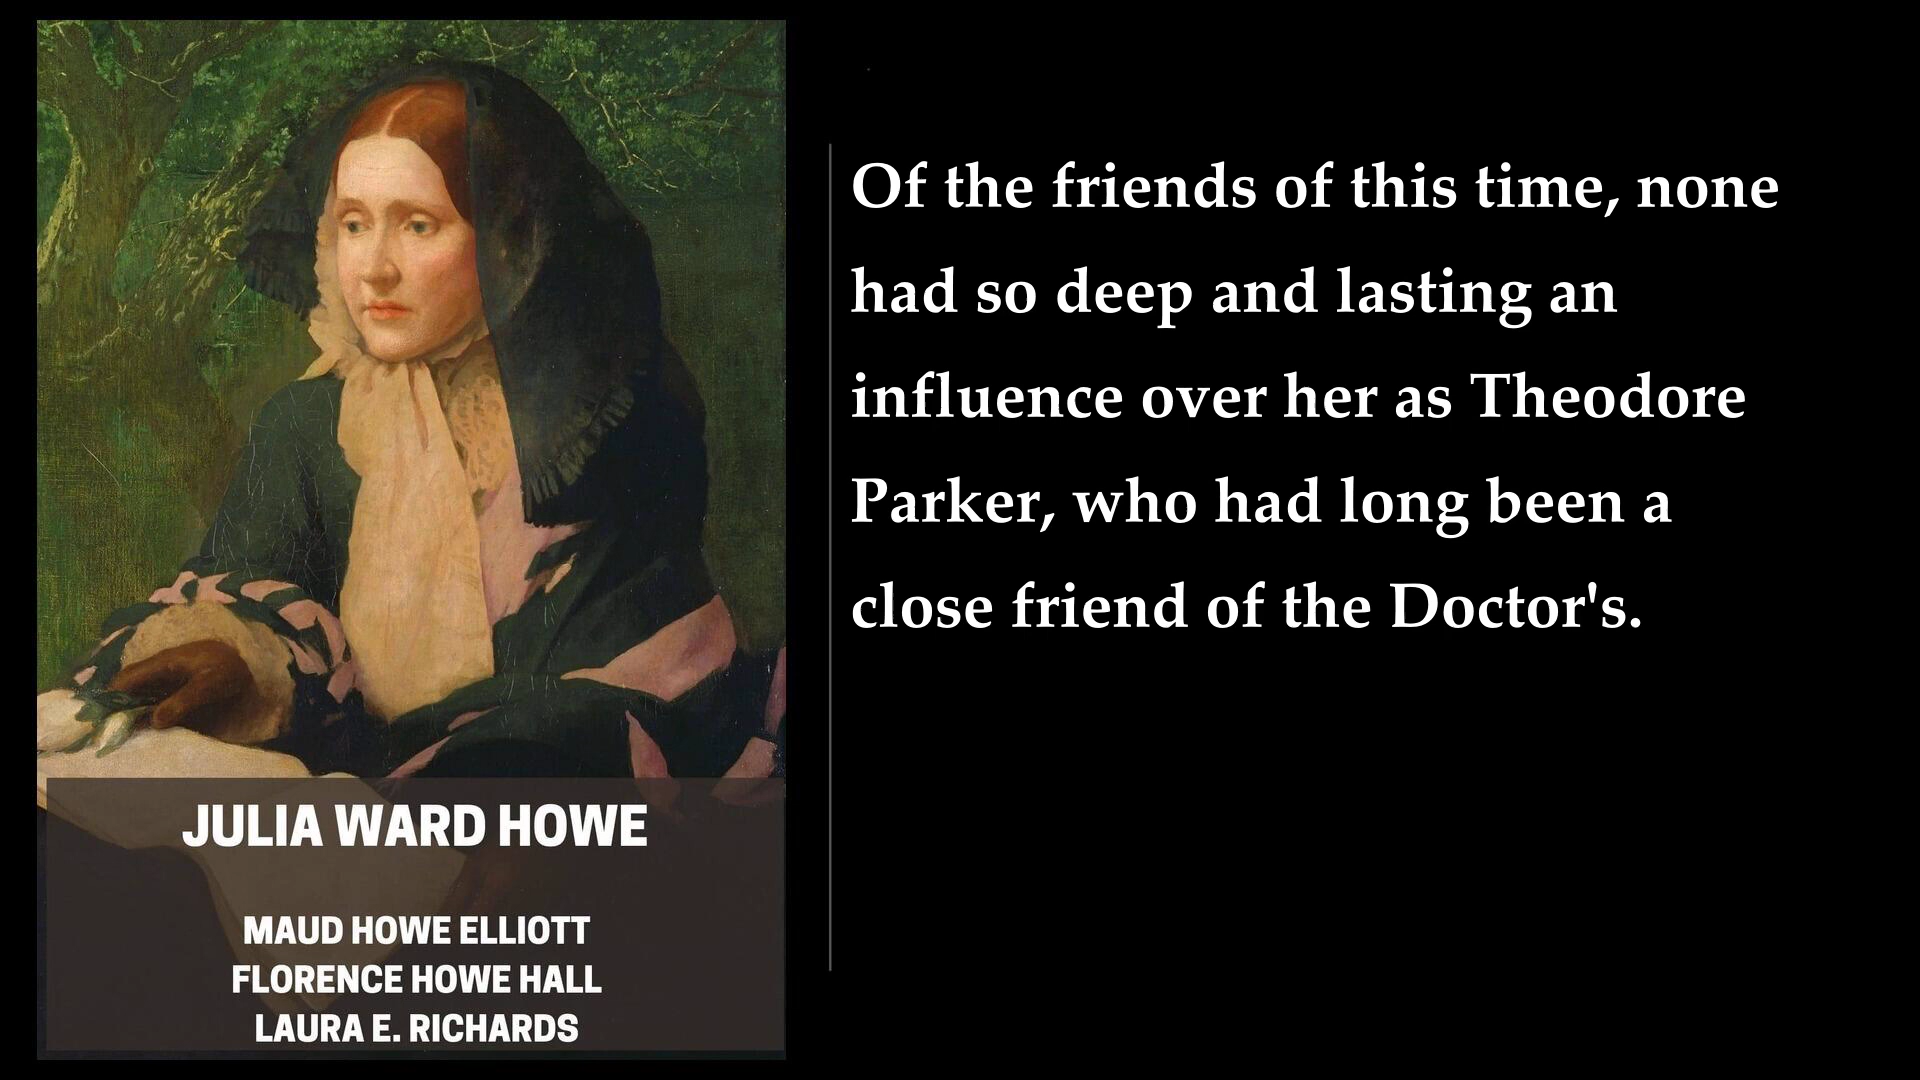 Of the friends of this time, none
had so deep and lasting an
influence over her as Theodore
Parker, who had long been a
close friend of the Doctor's.
JULIA WARD HOWE
MAUD HOWE ELLIOTT
FLORENCE HOWE HALL
LAURA E. RICHARDS